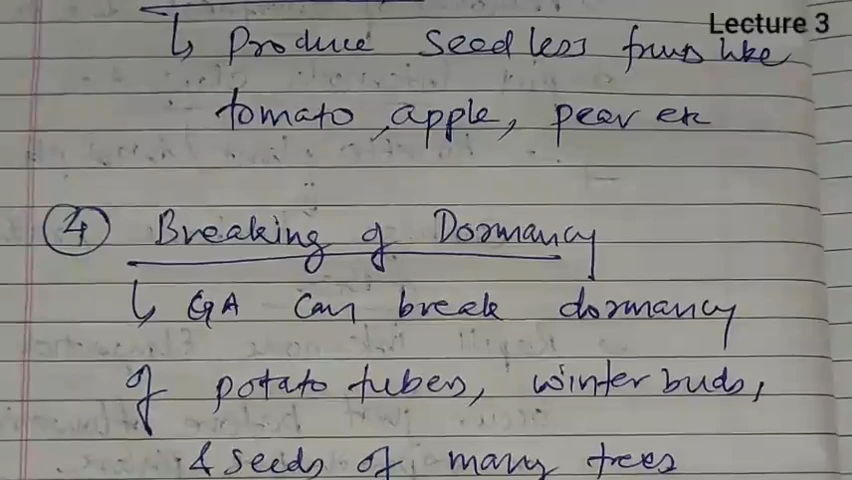 Lecture 3
↳ Produce seedless fruits like
tomato, apple, pear etc
④ Breaking of Dormancy
↳ GA can break dormancy
of potato tubers, winter buds,
& seeds of many trees